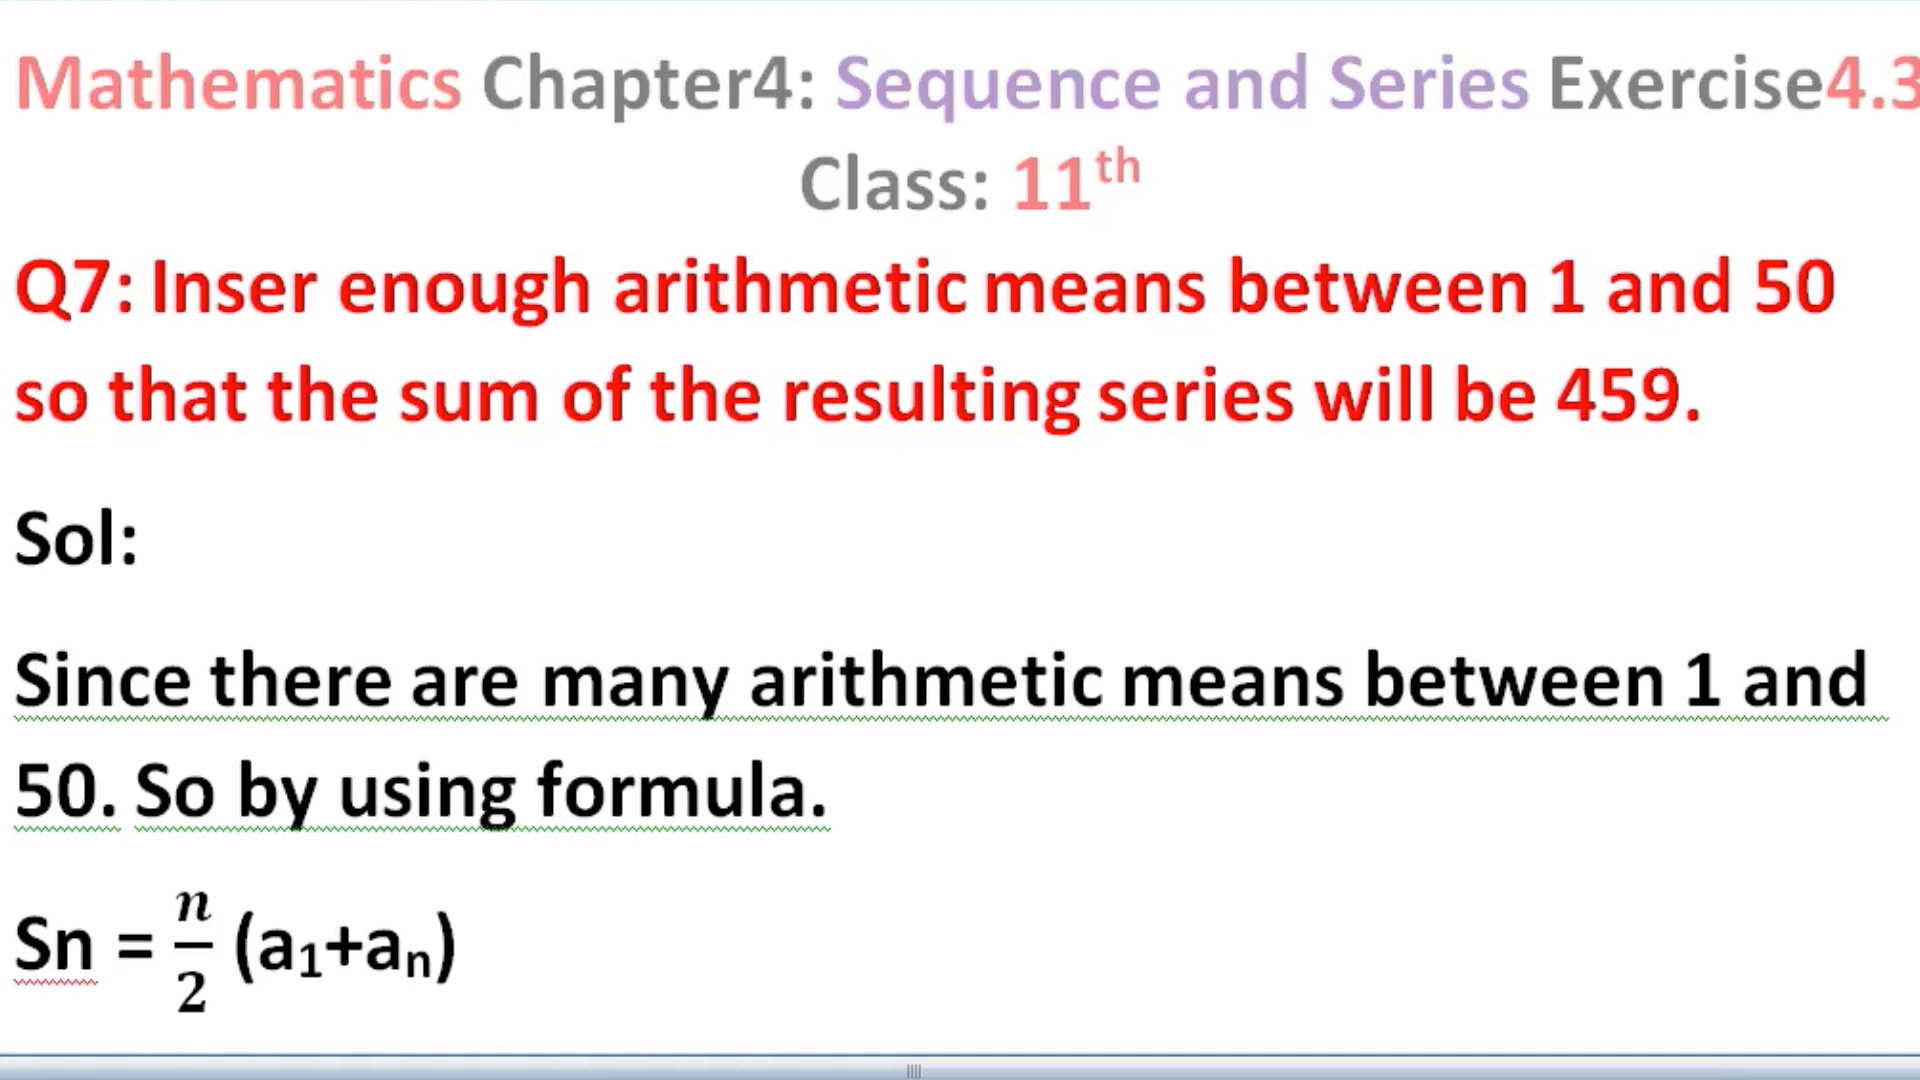 Mathematics Chapter4: Sequence and Series Exercise4.3
Class: 11th
Q7: Inser enough arithmetic means between 1 and 50
so that the sum of the resulting series will be 459.
Sol:
Since there are many arithmetic means between 1 and
50. So by using formula.
Sn = n/2 (a₁+aₙ)